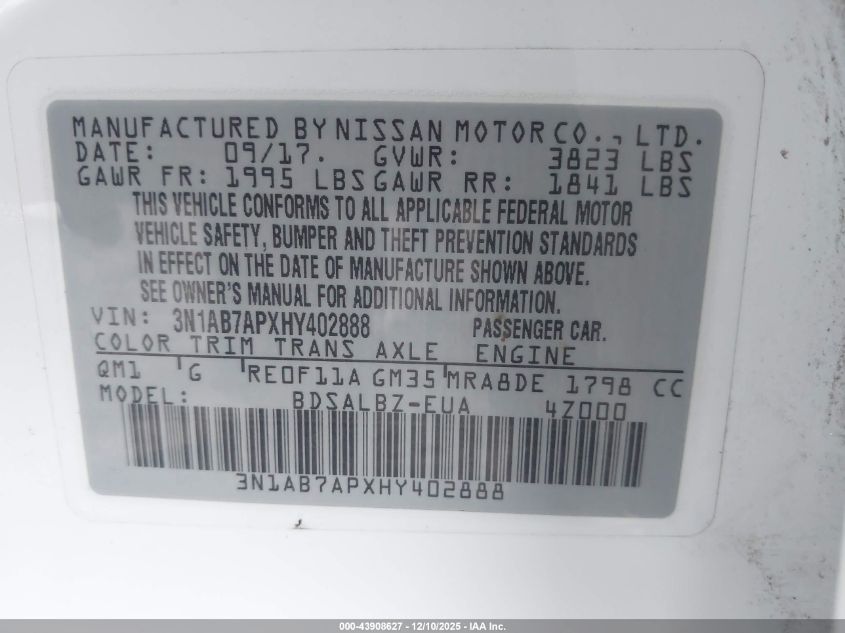 MANUFACTURED BY NISSAN MOTOR CO., LTD.
DATE: 09/17. GVWR: 3823 LBS
GAWR FR: 1995 LBS GAWR RR: 1841 LBS
THIS VEHICLE CONFORMS TO ALL APPLICABLE FEDERAL MOTOR
VEHICLE SAFETY, BUMPER AND THEFT PREVENTION STANDARDS
IN EFFECT ON THE DATE OF MANUFACTURE SHOWN ABOVE.
SEE OWNER'S MANUAL FOR ADDITIONAL INFORMATION.
VIN: 3N1AB7APXHY402888 PASSENGER CAR.
COLOR TRIM TRANS AXLE ENGINE
QM1 G RE0F11A GM35 MRA8DE 1798 CC
MODEL: BDSALBZ-EUA 4Z000
3N1AB7APXHY402888
000-43908627 - 12/10/2025 - IAA Inc.